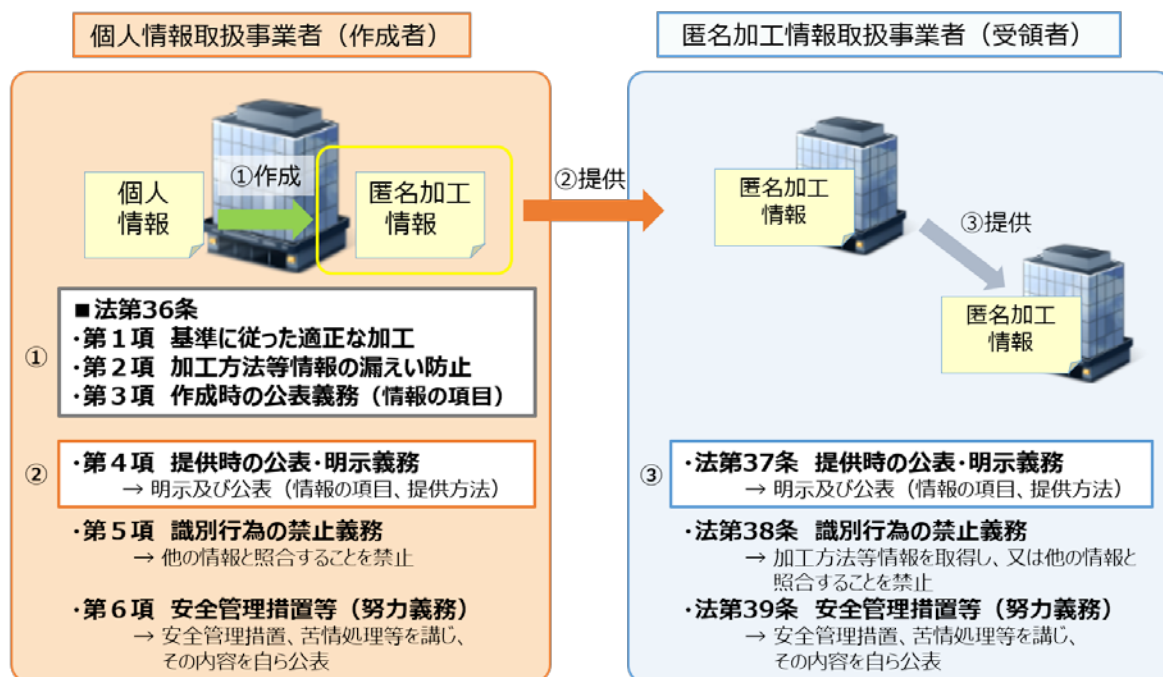 個人情報取扱事業者（作成者）
個人
情報
①作成
匿名加工
情報
②提供
■法第36条
①
・第１項 基準に従った適正な加工
・第２項 加工方法等情報の漏えい防止
・第３項 作成時の公表義務（情報の項目）
②
・第４項 提供時の公表・明示義務
→ 明示及び公表（情報の項目、提供方法）
・第５項 識別行為の禁止義務
→ 他の情報と照合することを禁止
・第６項 安全管理措置等（努力義務）
→ 安全管理措置、苦情処理等を講じ、
その内容を自ら公表
匿名加工情報取扱事業者（受領者）
匿名加工
情報
③提供
匿名加工
情報
③
・法第37条 提供時の公表・明示義務
→ 明示及び公表（情報の項目、提供方法）
・法第38条 識別行為の禁止義務
→ 加工方法等情報を取得し、又は他の情報と
照合することを禁止
・法第39条 安全管理措置等（努力義務）
→ 安全管理措置、苦情処理等を講じ、
その内容を自ら公表